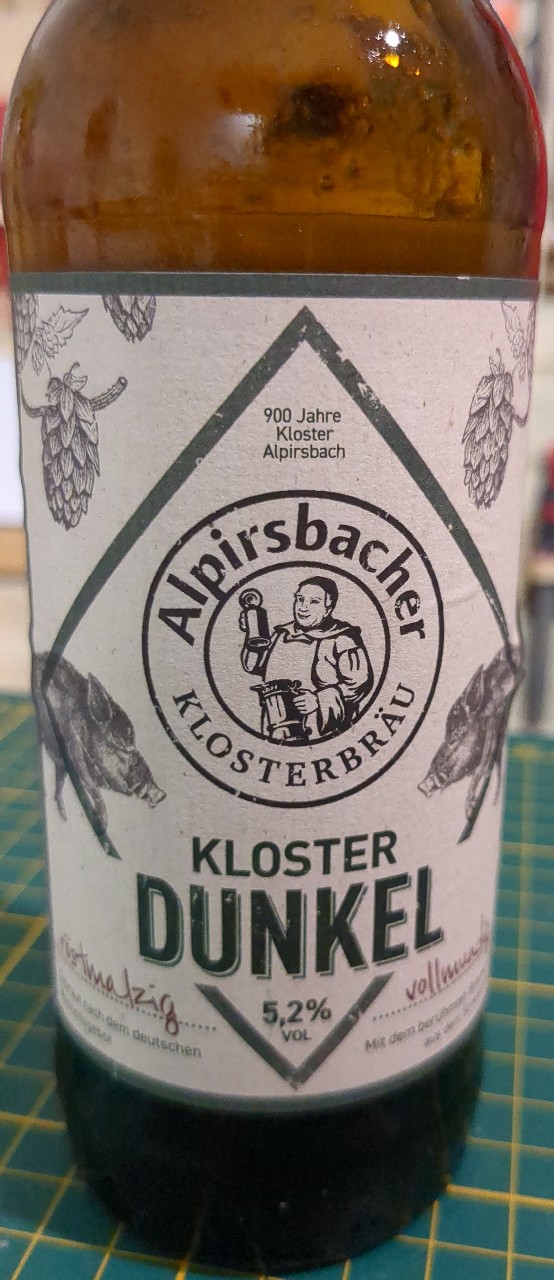 900 Jahre
Kloster
Alpirsbach
Alpirsbacher
KLOSTERBRÄU
KLOSTER
DUNKEL
5,2%
VOL
nach dem deutschen
Mit dem berühmten
aus dem